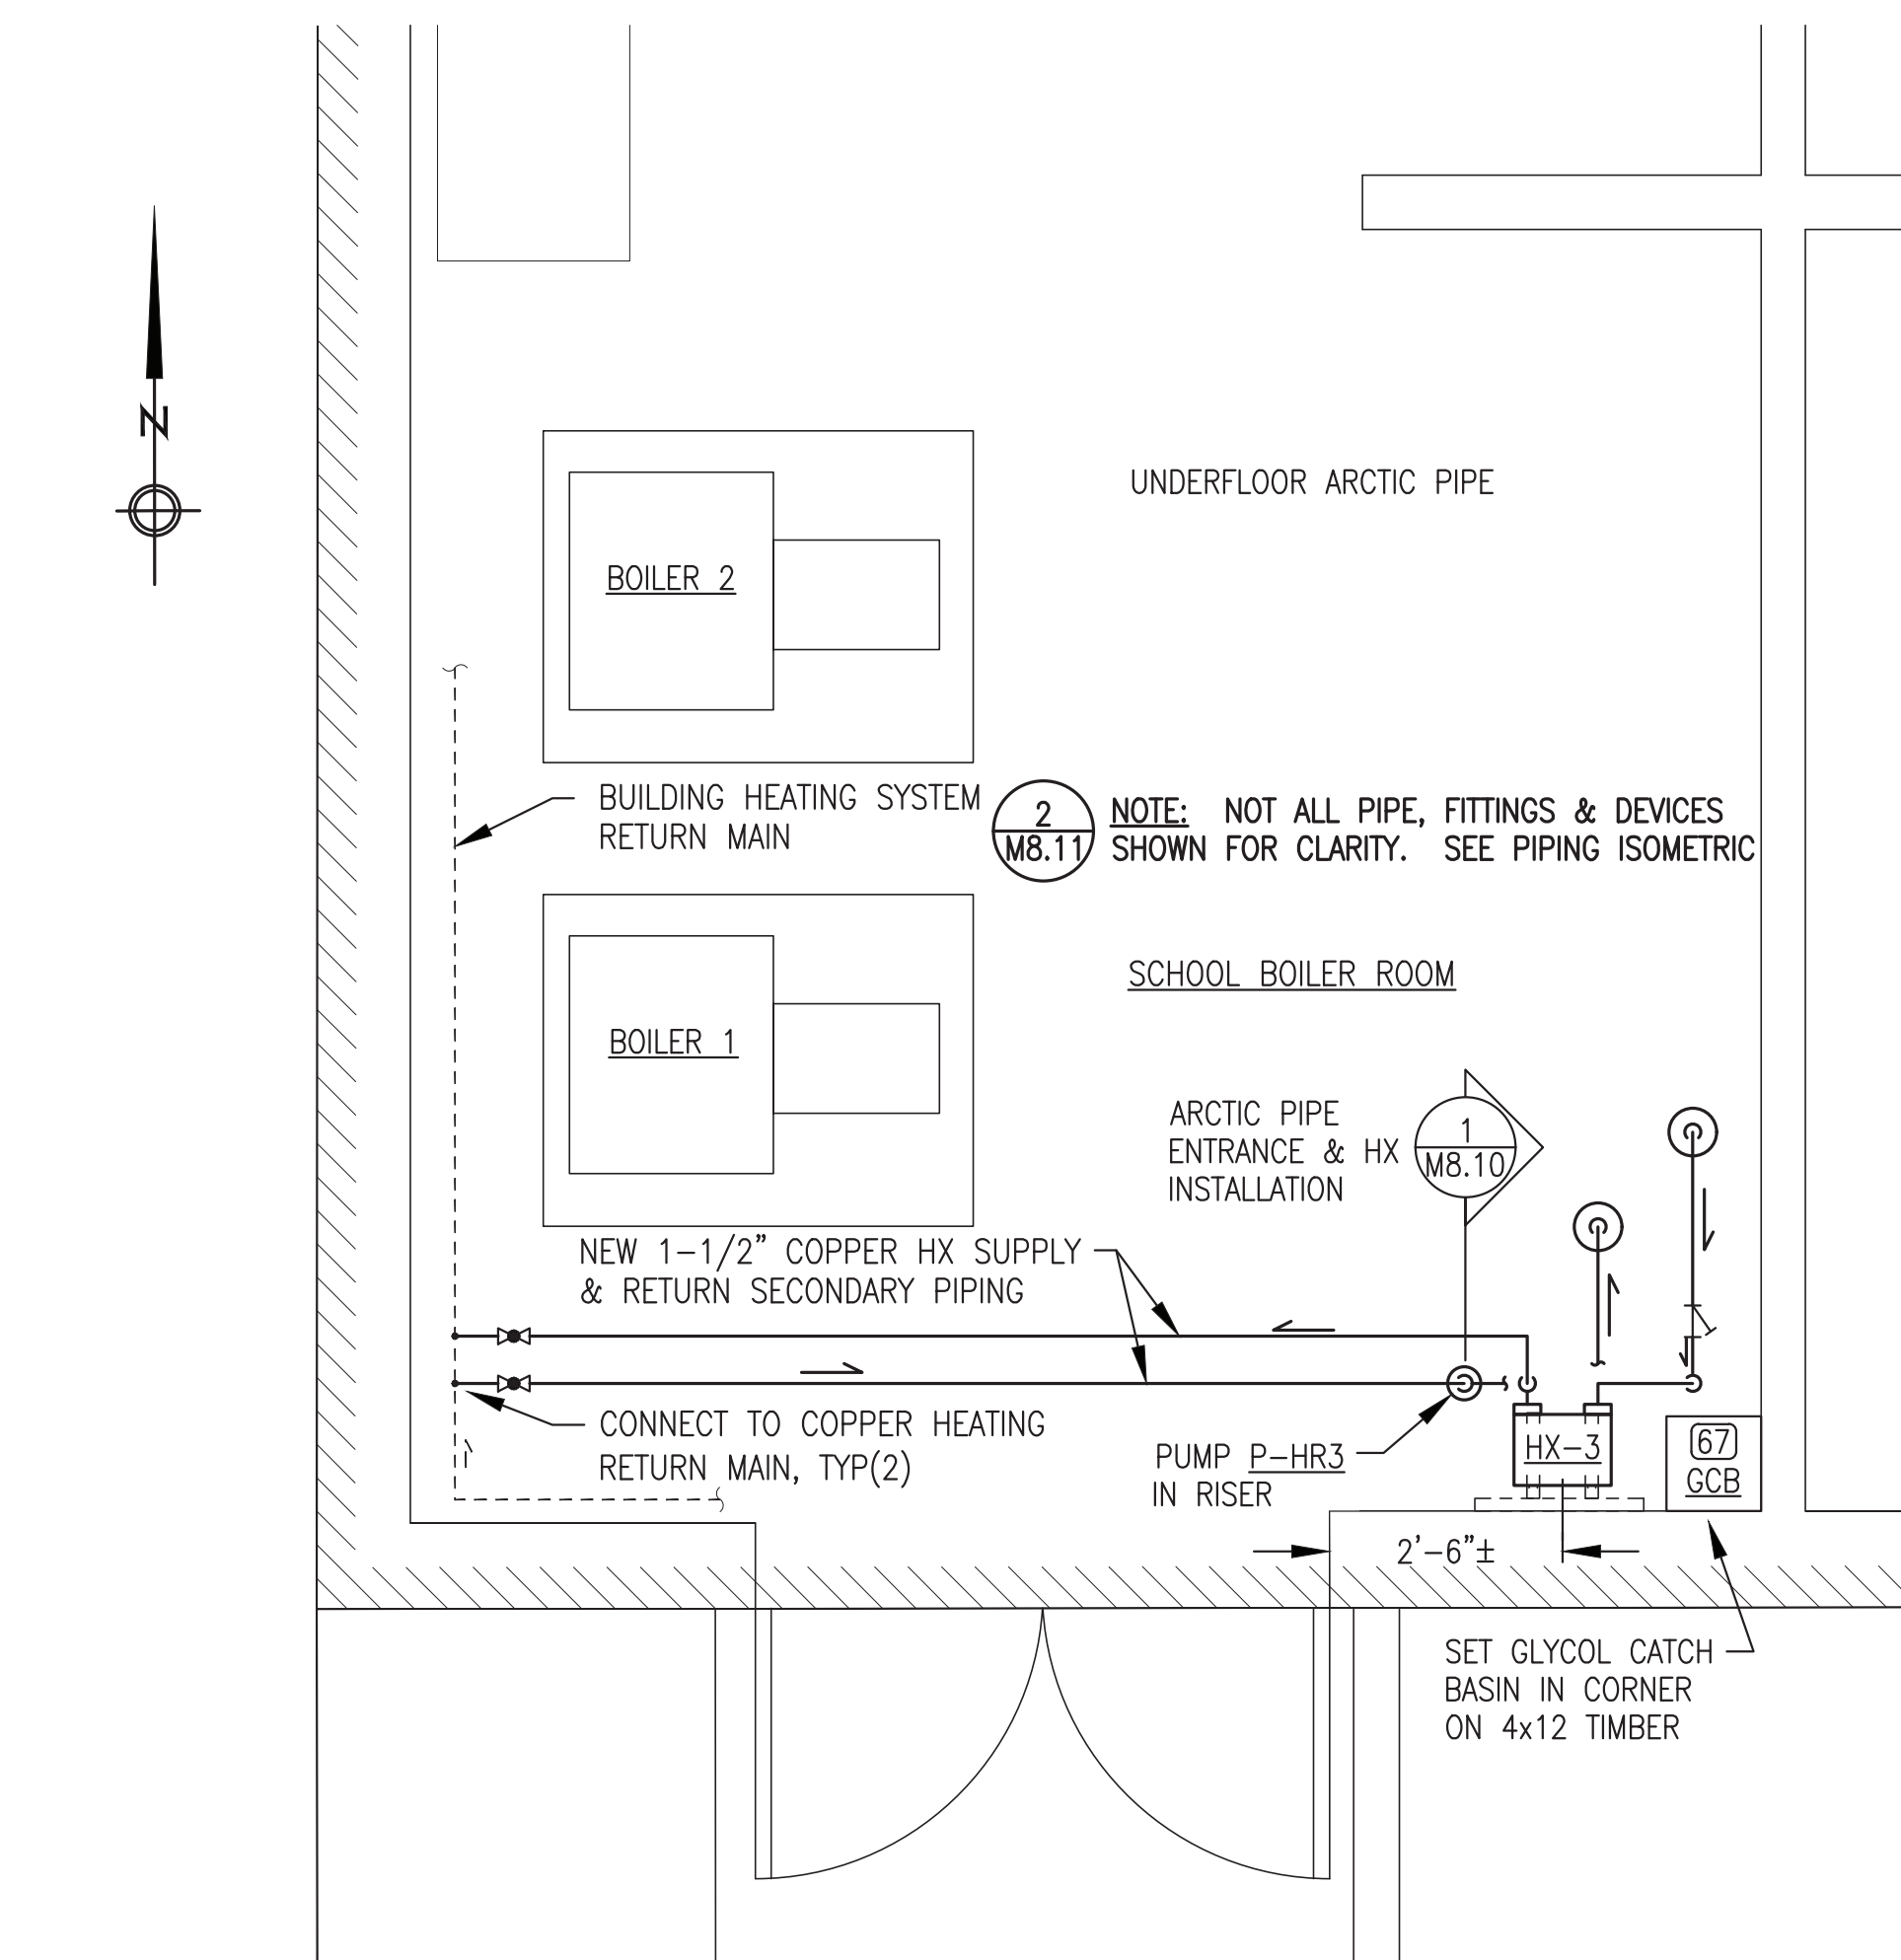 N
UNDERFLOOR ARCTIC PIPE
BOILER 2
BUILDING HEATING SYSTEM
RETURN MAIN
2
M8.11
NOTE: NOT ALL PIPE, FITTINGS & DEVICES
SHOWN FOR CLARITY. SEE PIPING ISOMETRIC
SCHOOL BOILER ROOM
BOILER 1
ARCTIC PIPE
ENTRANCE & HX
INSTALLATION
1
M8.10
NEW 1-1/2" COPPER HX SUPPLY
& RETURN SECONDARY PIPING
CONNECT TO COPPER HEATING
RETURN MAIN, TYP(2)
PUMP P-HR3
IN RISER
HX-3
67
GCB
2'-6"±
SET GLYCOL CATCH
BASIN IN CORNER
ON 4x12 TIMBER